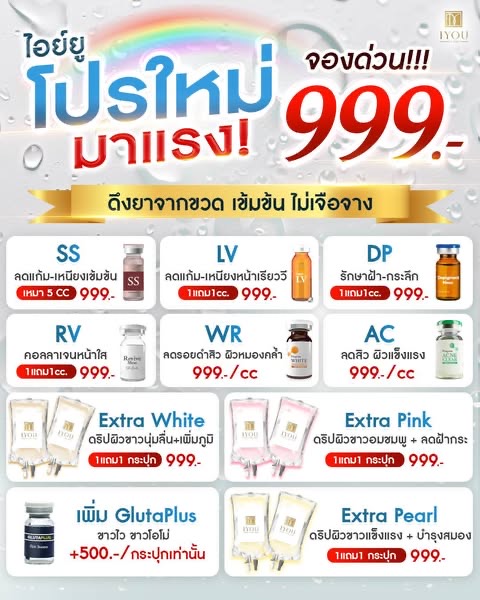 IYOU
ไอย์ยู
โปรใหม่
มาแรง!
จองด่วน!!!
999.-
ดึงยาจากขวด เข้มข้น ไม่เจือจาง
SS
ลดแก้ม-เหนียงเข้มข้น
เหมา 5 CC 999.-
SS
LV
ลดแก้ม-เหนียงหน้าเรียววี
1แถม1cc. 999.-
LV
DP
รักษาฝ้า-กระลึก
1แถม1cc. 999.-
RV
คอลลาเจนหน้าใส
1แถม1cc. 999.-
WR
ลดรอยดำสิว ผิวหมองคล้ำ
999.-/cc
WHITE
AC
ลดสิว ผิวแข็งแรง
999.-/cc
IYOU
Extra White
ดริปผิวขาวนุ่มลื่น+เพิ่มภูมิ
1แถม1 กระปุก 999.-
IYOU
Extra Pink
ดริปผิวขาวอมชมพู + ลดฝ้ากระ
1แถม1 กระปุก 999.-
GLUTAPLUS
เพิ่ม GlutaPlus
ขาวไว ขาวโอโม่
+500.-/กระปุกเท่านั้น
IYOU
Extra Pearl
ดริปผิวขาวแข็งแรง + บำรุงสมอง
1แถม1 กระปุก 999.-